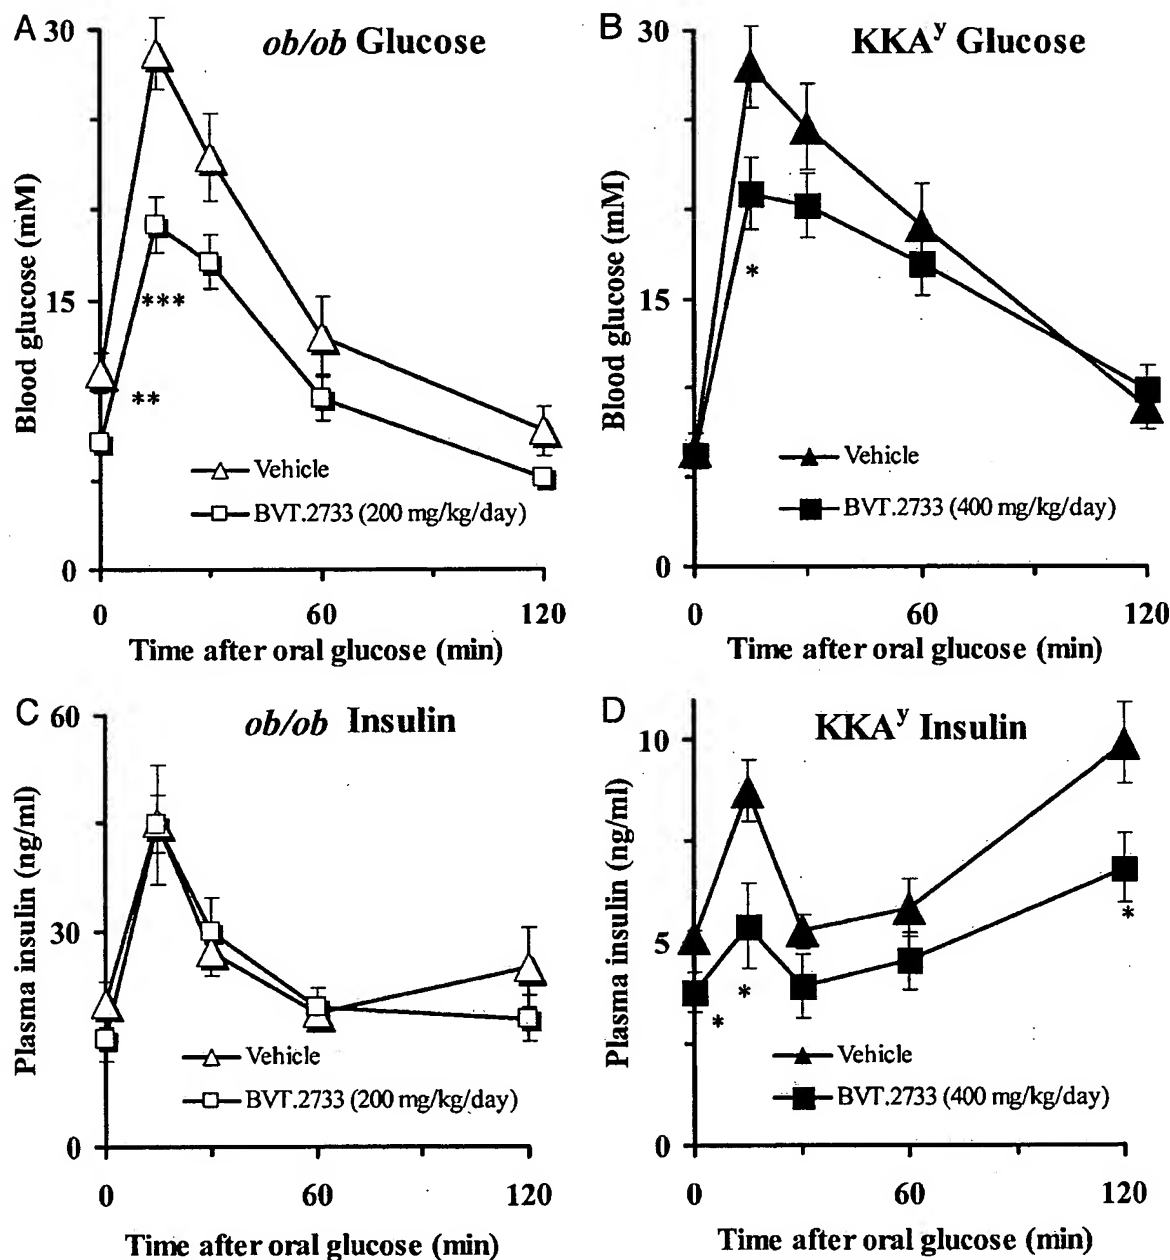 A
ob/ob Glucose
30
15
0
Blood glucose (mM)
***
**
Vehicle
BVT.2733 (200 mg/kg/day)
0 60 120
Time after oral glucose (min)
B
KKAʸ Glucose
30
15
0
Blood glucose (mM)
*
Vehicle
BVT.2733 (400 mg/kg/day)
0 60 120
Time after oral glucose (min)
C
ob/ob Insulin
60
30
0
Plasma insulin (ng/ml)
Vehicle
BVT.2733 (200 mg/kg/day)
0 60 120
Time after oral glucose (min)
D
KKAʸ Insulin
10
5
0
Plasma insulin (ng/ml)
*
*
*
Vehicle
BVT.2733 (400 mg/kg/day)
0 60 120
Time after oral glucose (min)